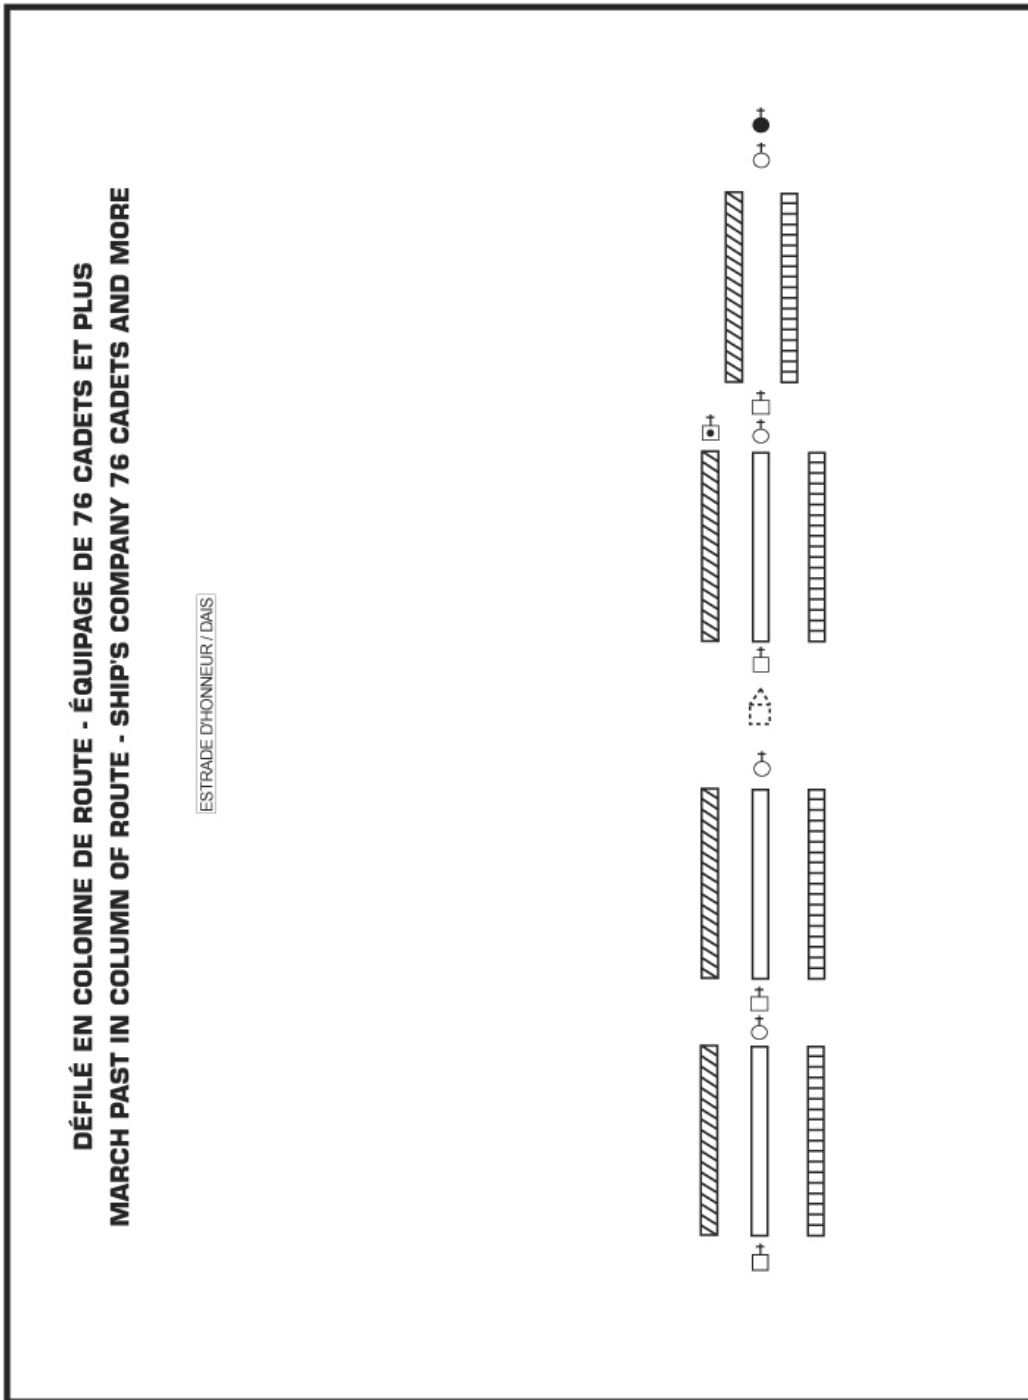 DÉFILÉ EN COLONNE DE ROUTE - ÉQUIPAGE DE 76 CADETS ET PLUS
MARCH PAST IN COLUMN OF ROUTE - SHIP'S COMPANY 76 CADETS AND MORE
ESTRADE D'HONNEUR / DAIS